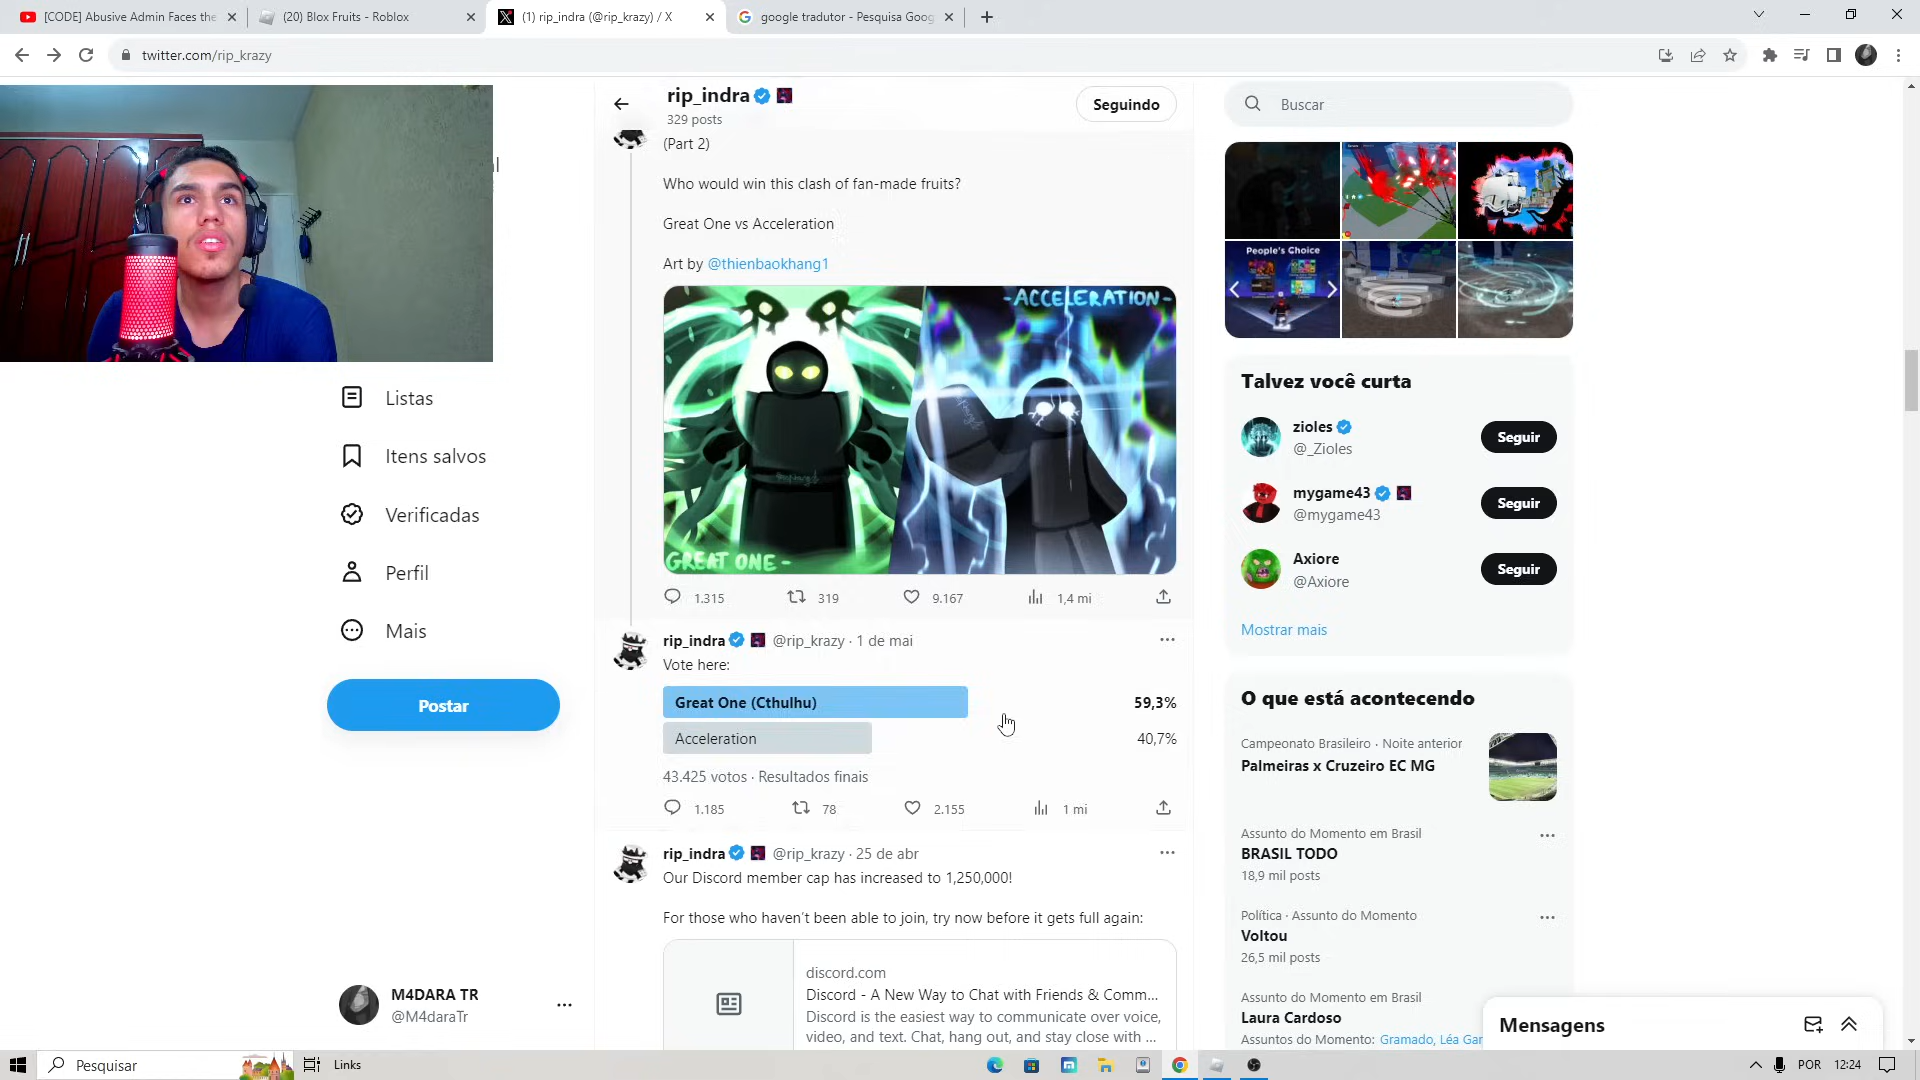 [CODE] Abusive Admin Faces the
(20) Blox Fruits - Roblox
(1) rip_indra (@rip_krazy) / X
google tradutor - Pesquisa Goog
twitter.com/rip_krazy
rip_indra
329 posts
Seguindo
Buscar
(Part 2)
Who would win this clash of fan-made fruits?
Great One vs Acceleration
Art by @thienbaokhang1
-ACCELERATION-
GREAT ONE -
1.315
319
9.167
1,4 mi
rip_indra @rip_krazy · 1 de mai
Vote here:
Great One (Cthulhu) 59,3%
Acceleration 40,7%
43.425 votos · Resultados finais
1.185
78
2.155
1 mi
rip_indra @rip_krazy · 25 de abr
Our Discord member cap has increased to 1,250,000!
For those who haven't been able to join, try now before it gets full again:
discord.com
Discord - A New Way to Chat with Friends & Comm...
Discord is the easiest way to communicate over voice,
video, and text. Chat, hang out, and stay close with ...
Listas
Itens salvos
Verificadas
Perfil
Mais
Postar
M4DARA TR
@M4daraTr
People's Choice
Talvez você curta
zioles
@_Zioles
Seguir
mygame43
@mygame43
Seguir
Axiore
@Axiore
Seguir
Mostrar mais
O que está acontecendo
Campeonato Brasileiro · Noite anterior
Palmeiras x Cruzeiro EC MG
Assunto do Momento em Brasil
BRASIL TODO
18,9 mil posts
Política · Assunto do Momento
Voltou
26,5 mil posts
Assunto do Momento em Brasil
Laura Cardoso
Assuntos do Momento: Gramado, Léa Gar
Mensagens
Pesquisar
Links
POR
12:24